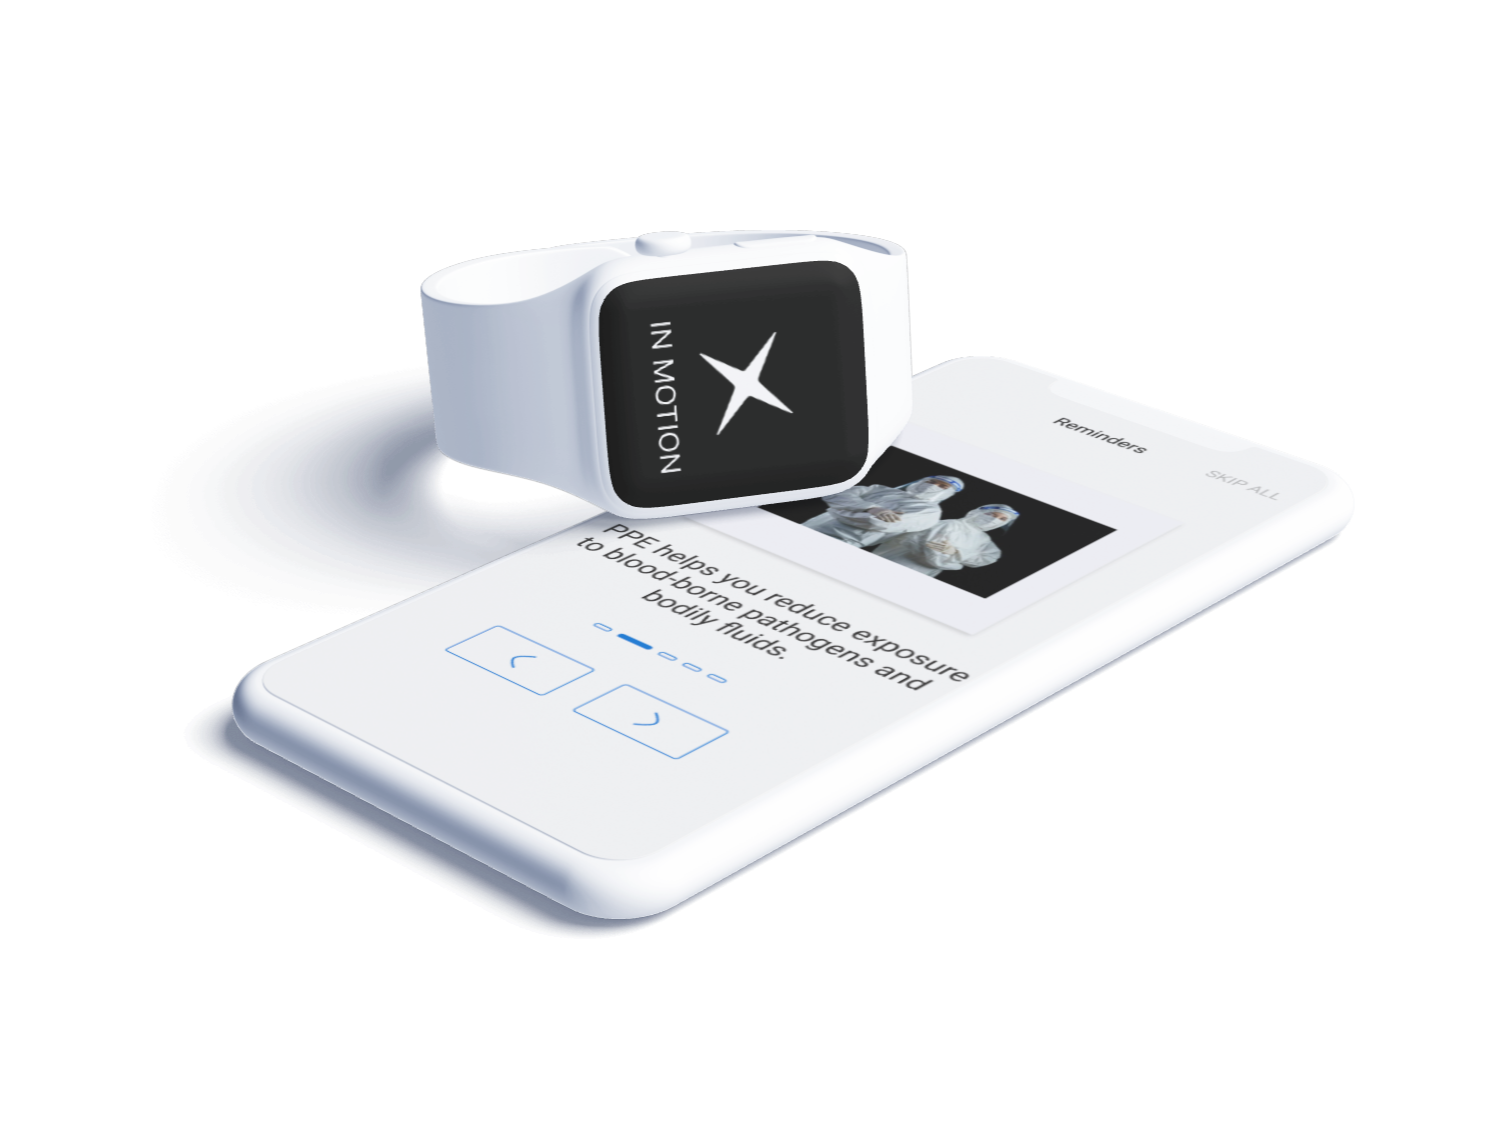 IN MOTION
Reminders
SKIP ALL
PPE helps you reduce exposure
to blood-borne pathogens and
bodily fluids.